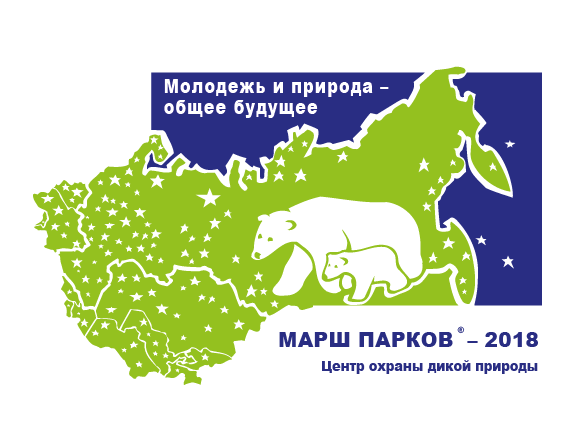 Молодежь и природа –
общее будущее
МАРШ ПАРКОВ® – 2018
Центр охраны дикой природы